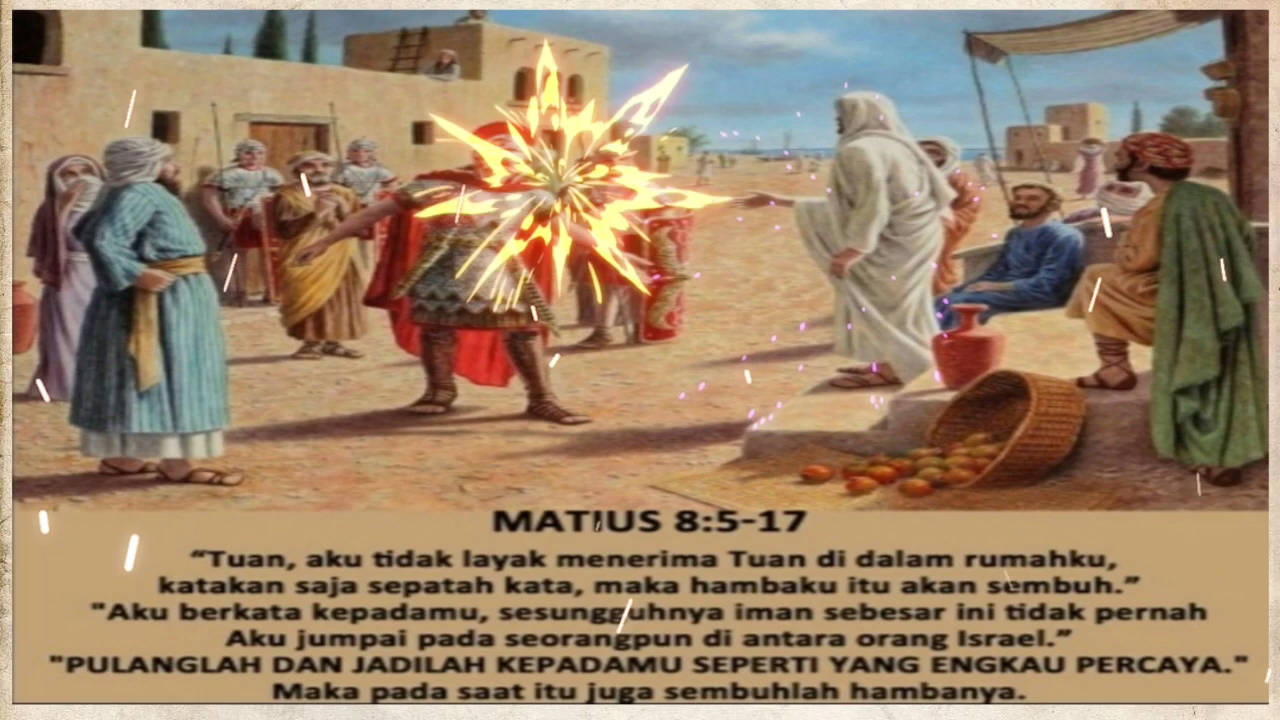 MATIUS 8:5-17
“Tuan, aku tidak layak menerima Tuan di dalam rumahku,
katakan saja sepatah kata, maka hambaku itu akan sembuh.”
"Aku berkata kepadamu, sesungguhnya iman sebesar ini tidak pernah
Aku jumpai pada seorangpun di antara orang Israel.”
"PULANGLAH DAN JADILAH KEPADAMU SEPERTI YANG ENGKAU PERCAYA."
Maka pada saat itu juga sembuhlah hambanya.